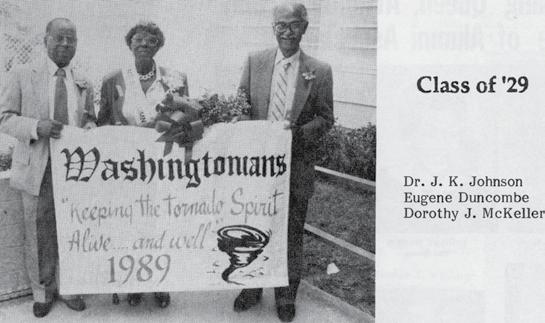 Class of '29
Washingtonians
"Keeping the tornado Spirit
Alive.... and well"
1989
Dr. J. K. Johnson
Eugene Duncombe
Dorothy J. McKeller